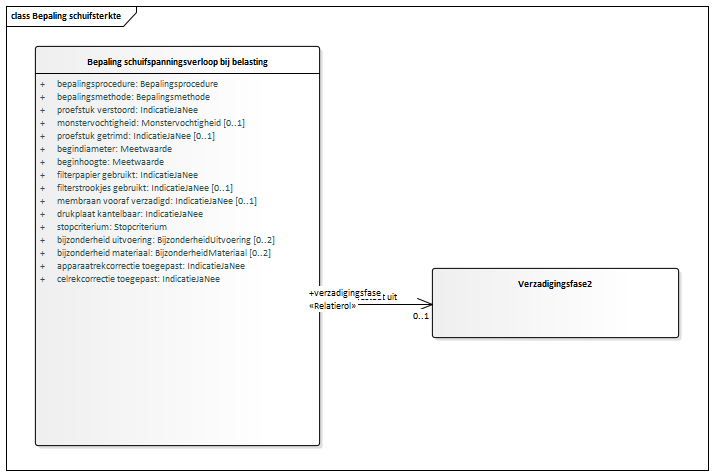 class Bepaling schuifsterkte
Bepaling schuifspanningsverloop bij belasting
+ bepalingsprocedure: Bepalingsprocedure
+ bepalingsmethode: Bepalingsmethode
+ proefstuk verstoord: IndicatieJaNee
+ monstervochtigheid: Monstervochtigheid [0..1]
+ proefstuk getrimd: IndicatieJaNee [0..1]
+ begindiameter: Meetwaarde
+ beginhoogte: Meetwaarde
+ filterpapier gebruikt: IndicatieJaNee
+ filterstrookjes gebruikt: IndicatieJaNee [0..1]
+ membraan vooraf verzadigd: IndicatieJaNee [0..1]
+ drukplaat kantelbaar: IndicatieJaNee
+ stopcriterium: Stopcriterium
+ bijzonderheid uitvoering: BijzonderheidUitvoering [0..2]
+ bijzonderheid materiaal: BijzonderheidMateriaal [0..2]
+ apparaatrekcorrectie toegepast: IndicatieJaNee
+ celrekcorrectie toegepast: IndicatieJaNee
+verzadigingsfase
uit
«Relatierol»
0..1
Verzadigingsfase2